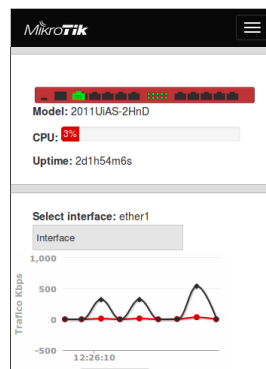 MikroTik
Model: 2011UiAS-2HnD
CPU: 3%
Uptime: 2d1h54m6s
Select interface: ether1
Interface
Trafico Kbps
1,000
500
0
-500
12:26:10